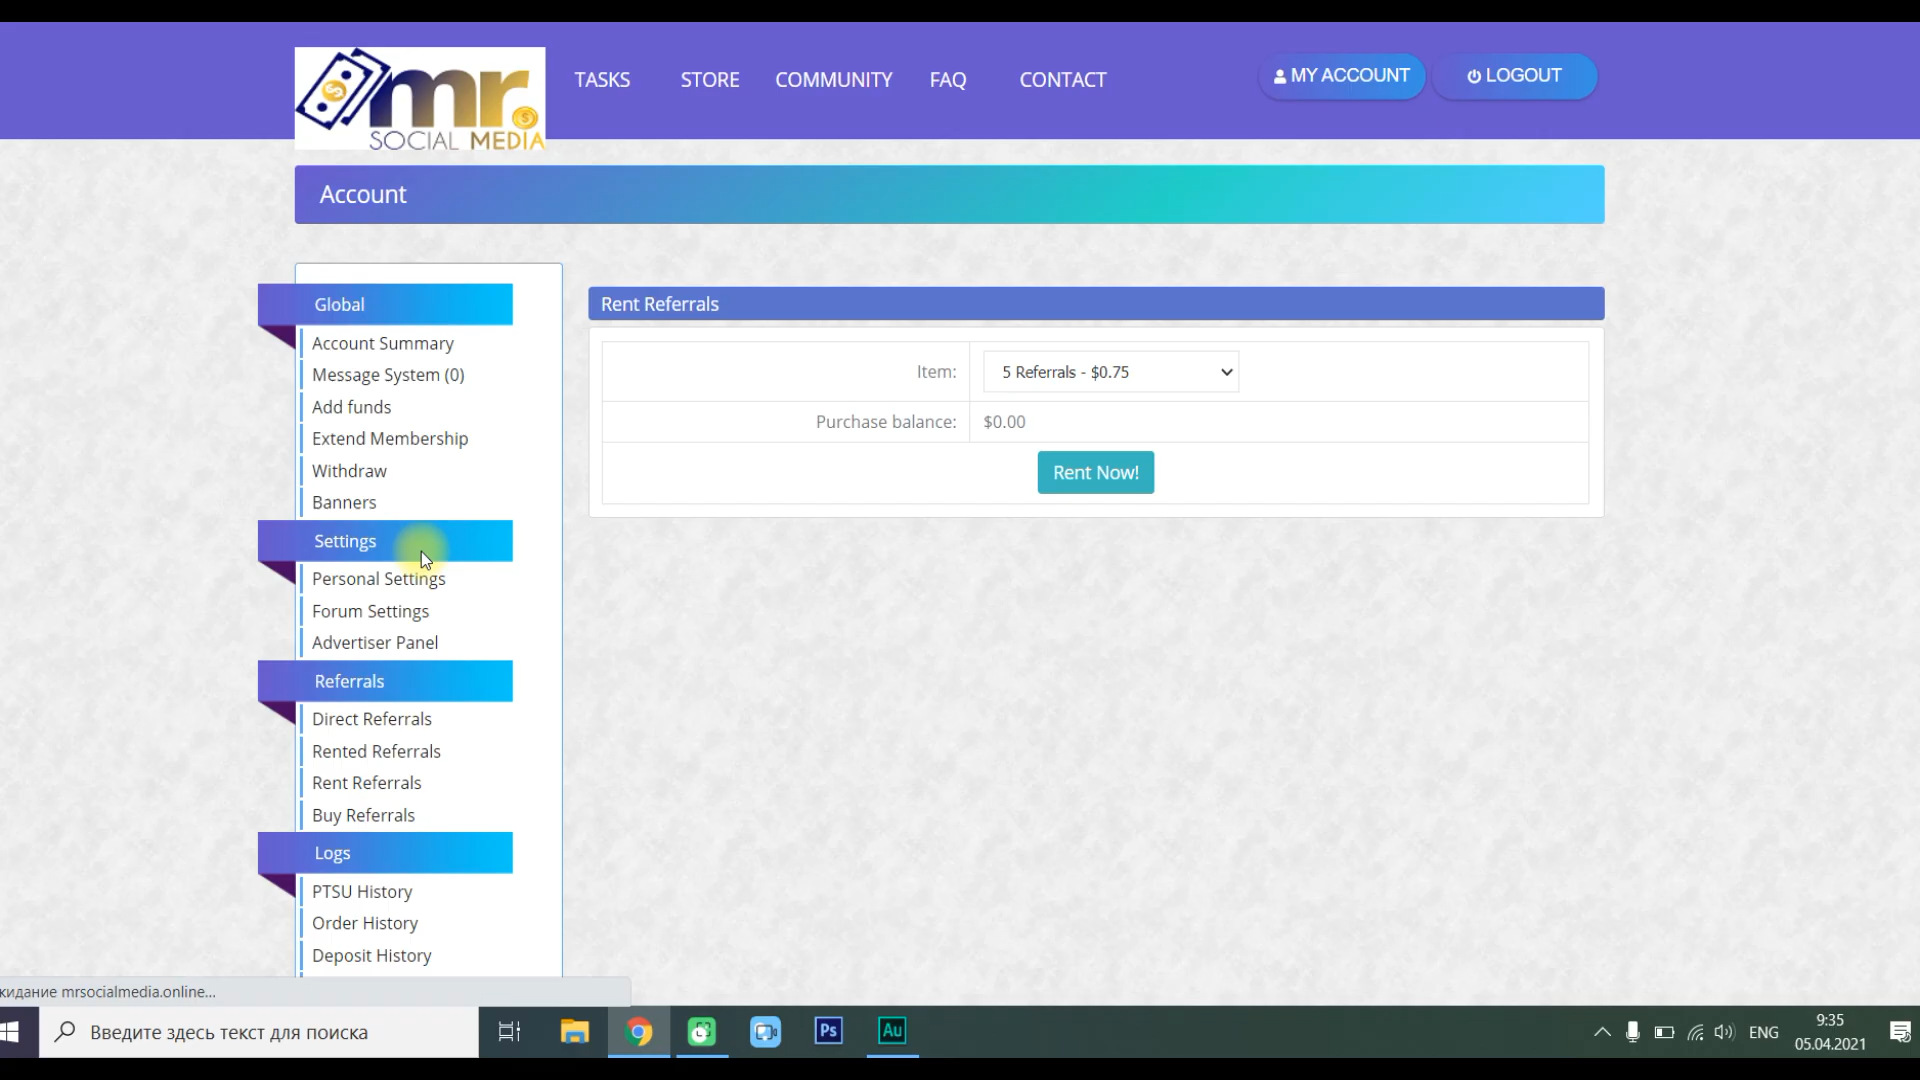 mr.
SOCIAL MEDIA
TASKS
STORE
COMMUNITY
FAQ
CONTACT
MY ACCOUNT
LOGOUT
Account
Global
Account Summary
Message System (0)
Add funds
Extend Membership
Withdraw
Banners
Settings
Personal Settings
Forum Settings
Advertiser Panel
Referrals
Direct Referrals
Rented Referrals
Rent Referrals
Buy Referrals
Logs
PTSU History
Order History
Deposit History
Rent Referrals
Item: 5 Referrals - $0.75
Purchase balance: $0.00
Rent Now!
кидание mrsocialmedia.online...
Введите здесь текст для поиска
Ps
Au
ENG
9:35
05.04.2021